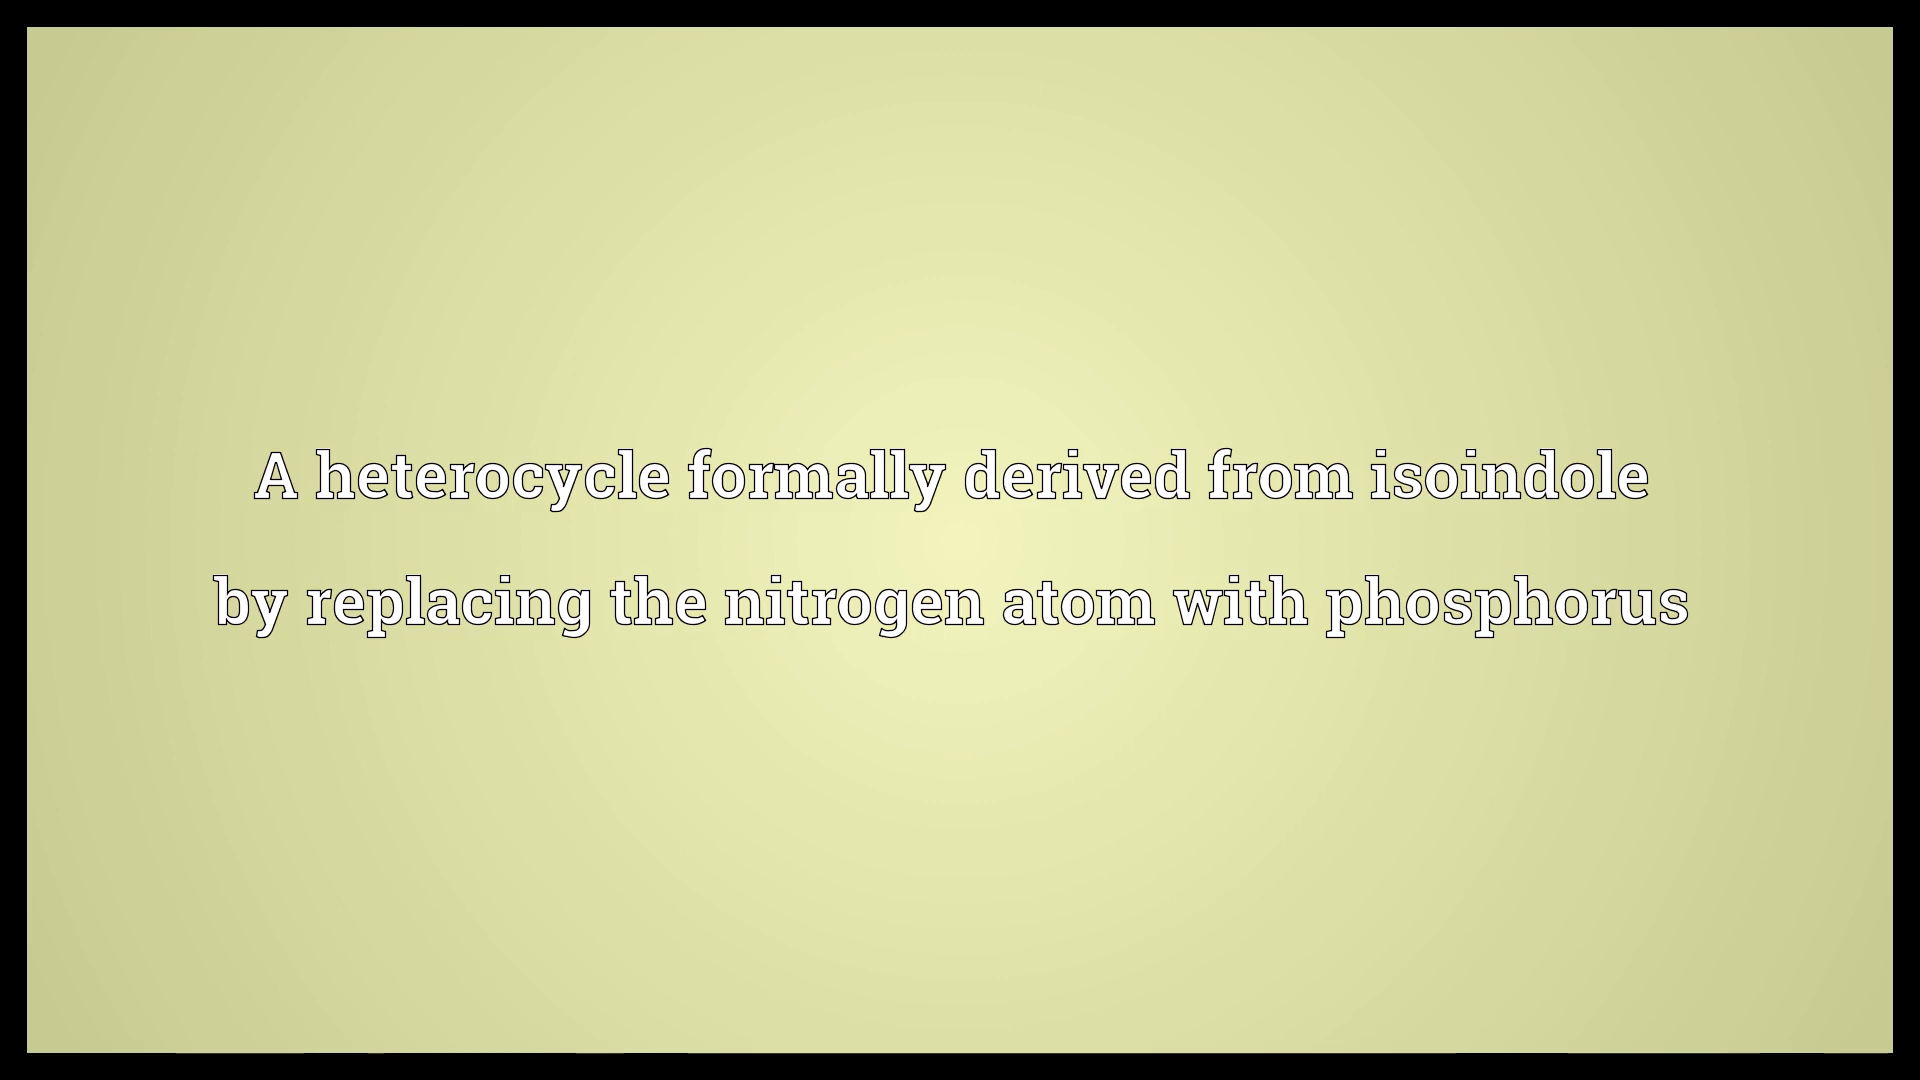 A heterocycle formally derived from isoindole
by replacing the nitrogen atom with phosphorus